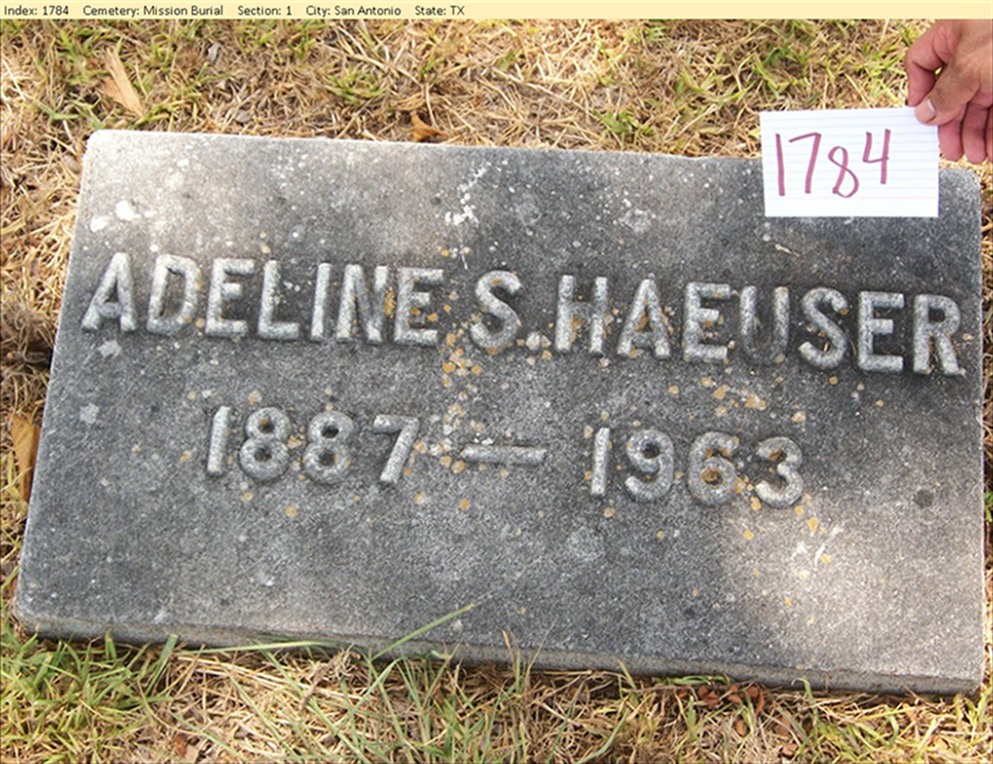 Index: 1784 Cemetery: Mission Burial Section: 1 City: San Antonio State: TX
1784
ADELINE S. HAEUSER
1887 — 1963